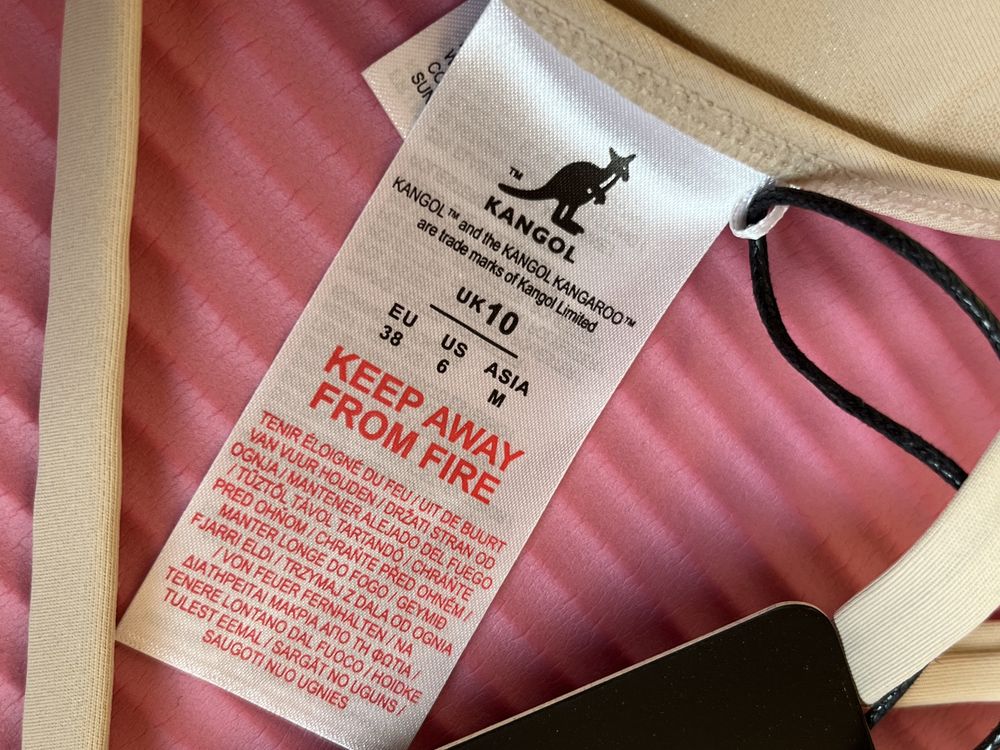 ™
KANGOL
KANGOL™ and the KANGOL KANGAROO™
are trade marks of Kangol Limited
UK10
EU US ASIA
38 6 M
KEEP AWAY
FROM FIRE
TENIR ÉLOIGNÉ DU FEU / UIT DE BUURT
VAN VUUR HOUDEN / DRŽATI STRAN OD
OGNJA / MANTENER ALEJADO DEL FUEGO
/ TŰZTŐL TÁVOL TARTANDÓ / CHRAŇTE
PRED OHŇOM / CHRAŇTE PŘED OHNĚM /
MANTER LONGE DO FOGO / GEYMIÐ
FJARRI ELDI / TRZYMAJ Z DALA OD OGNIA
/ VON FEUER FERNHALTEN / ΝΑ
ΔΙΑΤΗΡΕΙΤΑΙ ΜΑΚΡΙΑ ΑΠΟ ΤΗ ΦΩΤΙΑ /
TENERE LONTANO DAL FUOCO / HOIDKE
TULEST EEMAL / SARGĀT NO UGUNS /
SAUGOTI NUO UGNIES